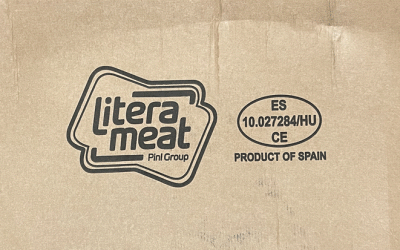 Litera
meat
Pini Group
ES
10.027284/HU
CE
PRODUCT OF SPAIN